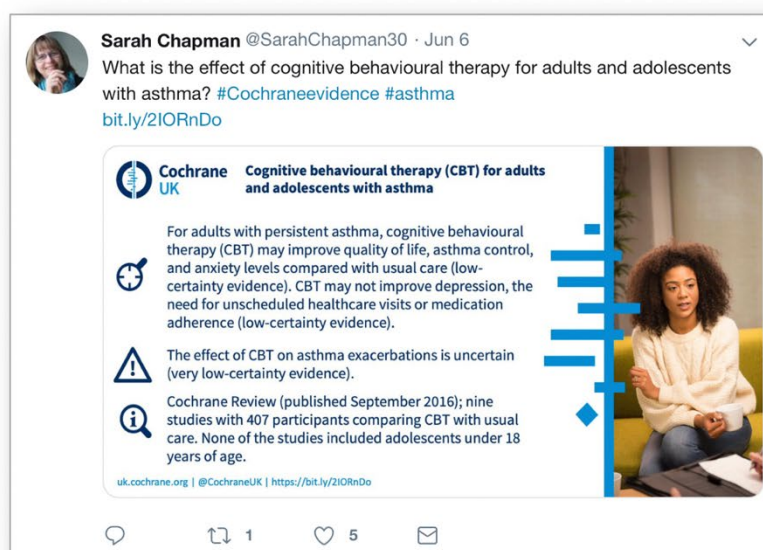 Sarah Chapman @SarahChapman30 · Jun 6
What is the effect of cognitive behavioural therapy for adults and adolescents
with asthma? #Cochraneevidence #asthma
bit.ly/2IORnDo
Cochrane
UK
Cognitive behavioural therapy (CBT) for adults
and adolescents with asthma
For adults with persistent asthma, cognitive behavioural
therapy (CBT) may improve quality of life, asthma control,
and anxiety levels compared with usual care (low-
certainty evidence). CBT may not improve depression, the
need for unscheduled healthcare visits or medication
adherence (low-certainty evidence).
The effect of CBT on asthma exacerbations is uncertain
(very low-certainty evidence).
Cochrane Review (published September 2016); nine
studies with 407 participants comparing CBT with usual
care. None of the studies included adolescents under 18
years of age.
uk.cochrane.org | @CochraneUK | https://bit.ly/2IORnDo
1 5